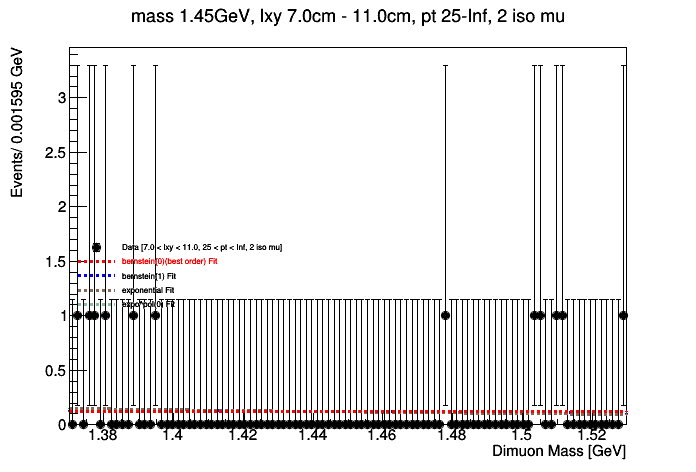 mass 1.45GeV, lxy 7.0cm - 11.0cm, pt 25-Inf, 2 iso mu
Events/ 0.001595 GeV
3
2.5
2
1.5
1
0.5
0
Data [7.0 < lxy < 11.0, 25 < pt < Inf, 2 iso mu]
bernstein[0](best order) Fit
bernstein[1] Fit
exponential Fit
1.38
1.4
1.42
1.44
1.46
1.48
1.5
1.52
Dimuon Mass [GeV]